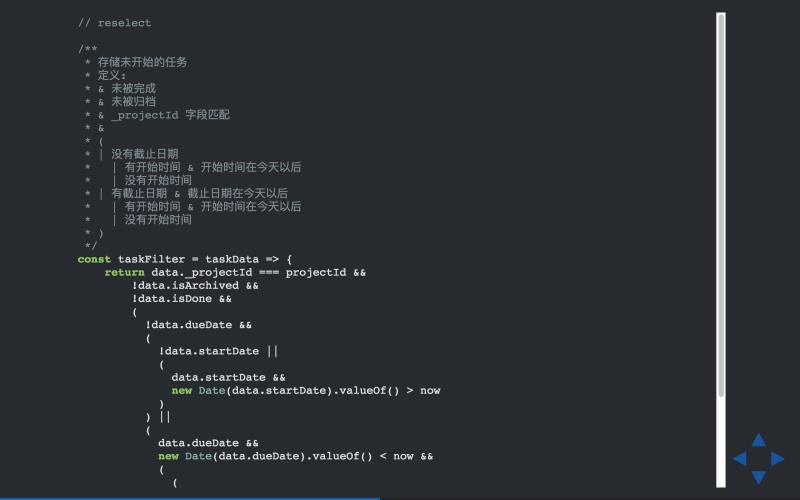 // reselect
/**
* 存储未开始的任务
* 定义:
* & 未被完成
* & 未被归档
* & _projectId 字段匹配
* &
* (
* | 没有截止日期
*   | 有开始时间 & 开始时间在今天以后
*   | 没有开始时间
* | 有截止日期 & 截止日期在今天以后
*   | 有开始时间 & 开始时间在今天以后
*   | 没有开始时间
* )
*/
const taskFilter = taskData => {
return data._projectId === projectId &&
!data.isArchived &&
!data.isDone &&
(
!data.dueDate &&
(
!data.startDate ||
(
data.startDate &&
new Date(data.startDate).valueOf() > now
)
) ||
(
data.dueDate &&
new Date(data.dueDate).valueOf() < now &&
(
(